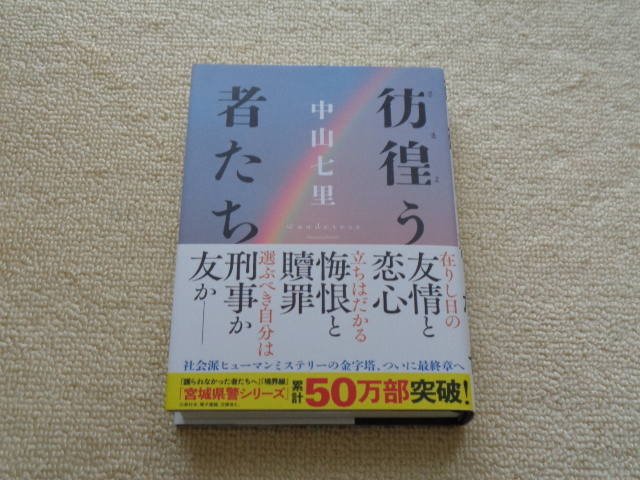 彷徨う
者たち
中山七里
wanderers
在りし日の
友情と
恋心
立ちはだかる
悔恨と
贖罪
選ぶべき自分は
刑事か
友か――
社会派ヒューマンミステリーの金字塔、ついに最終章へ
『護られなかった者たちへ』『境界線』
「宮城県警シリーズ」
累計
50万部突破!